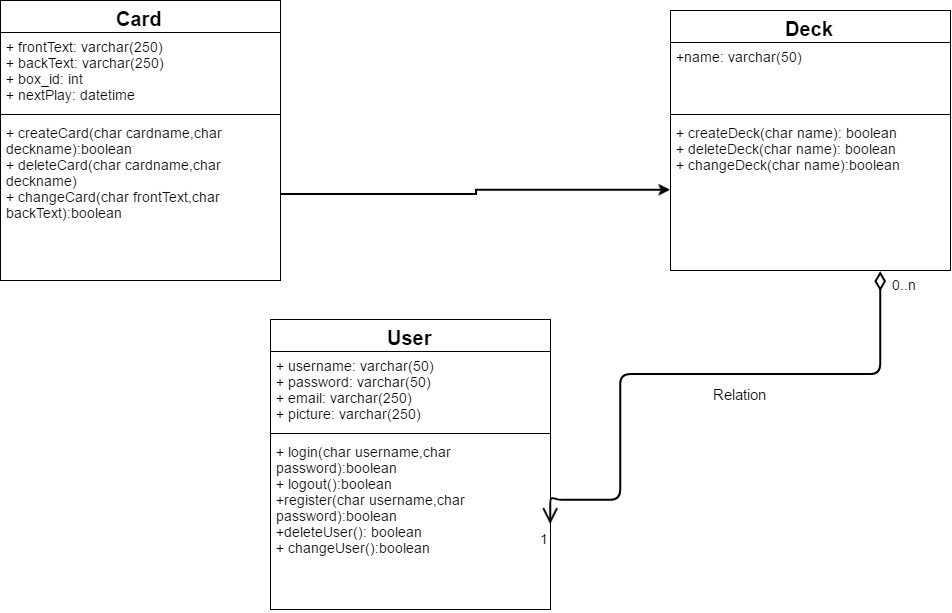 Card
+ frontText: varchar(250)
+ backText: varchar(250)
+ box_id: int
+ nextPlay: datetime
+ createCard(char cardname,char
deckname):boolean
+ deleteCard(char cardname,char
deckname)
+ changeCard(char frontText,char
backText):boolean
Deck
+name: varchar(50)
+ createDeck(char name): boolean
+ deleteDeck(char name): boolean
+ changeDeck(char name):boolean
0..n
Relation
User
+ username: varchar(50)
+ password: varchar(50)
+ email: varchar(250)
+ picture: varchar(250)
+ login(char username,char
password):boolean
+ logout():boolean
+register(char username,char
password):boolean
+deleteUser(): boolean
+ changeUser():boolean
1